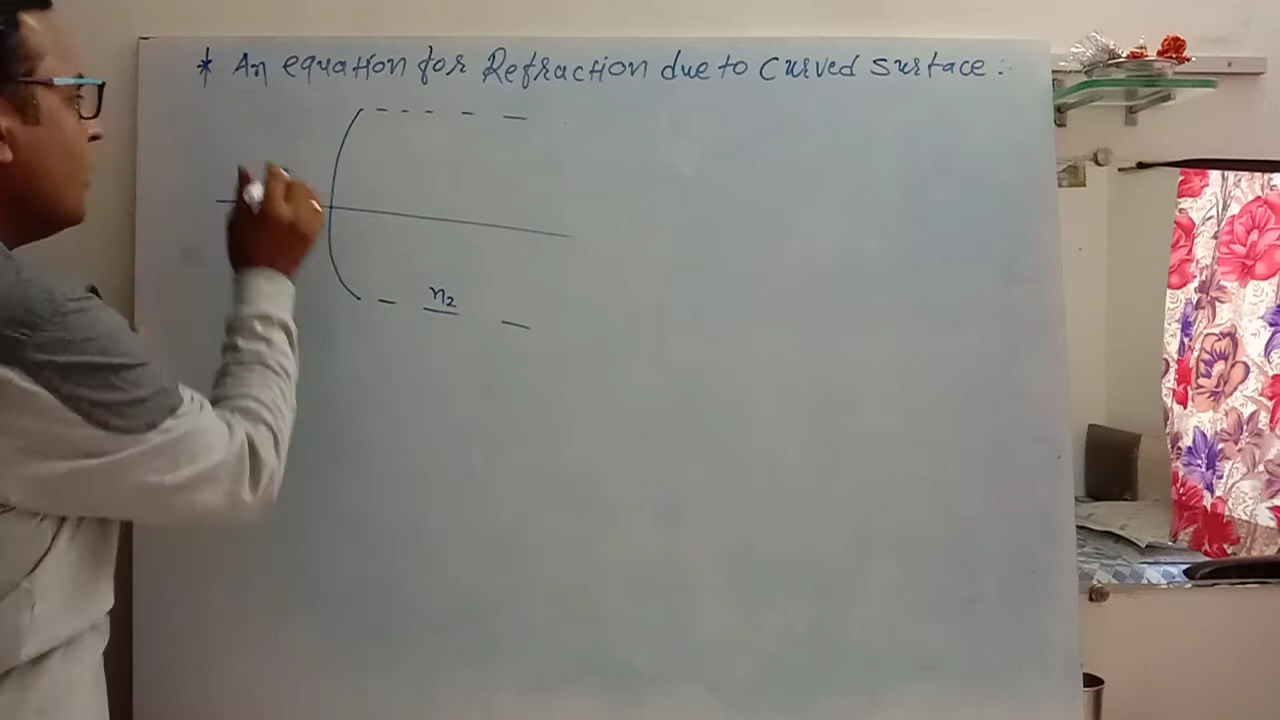 * An equation for Refraction due to Curved surface :-
n2